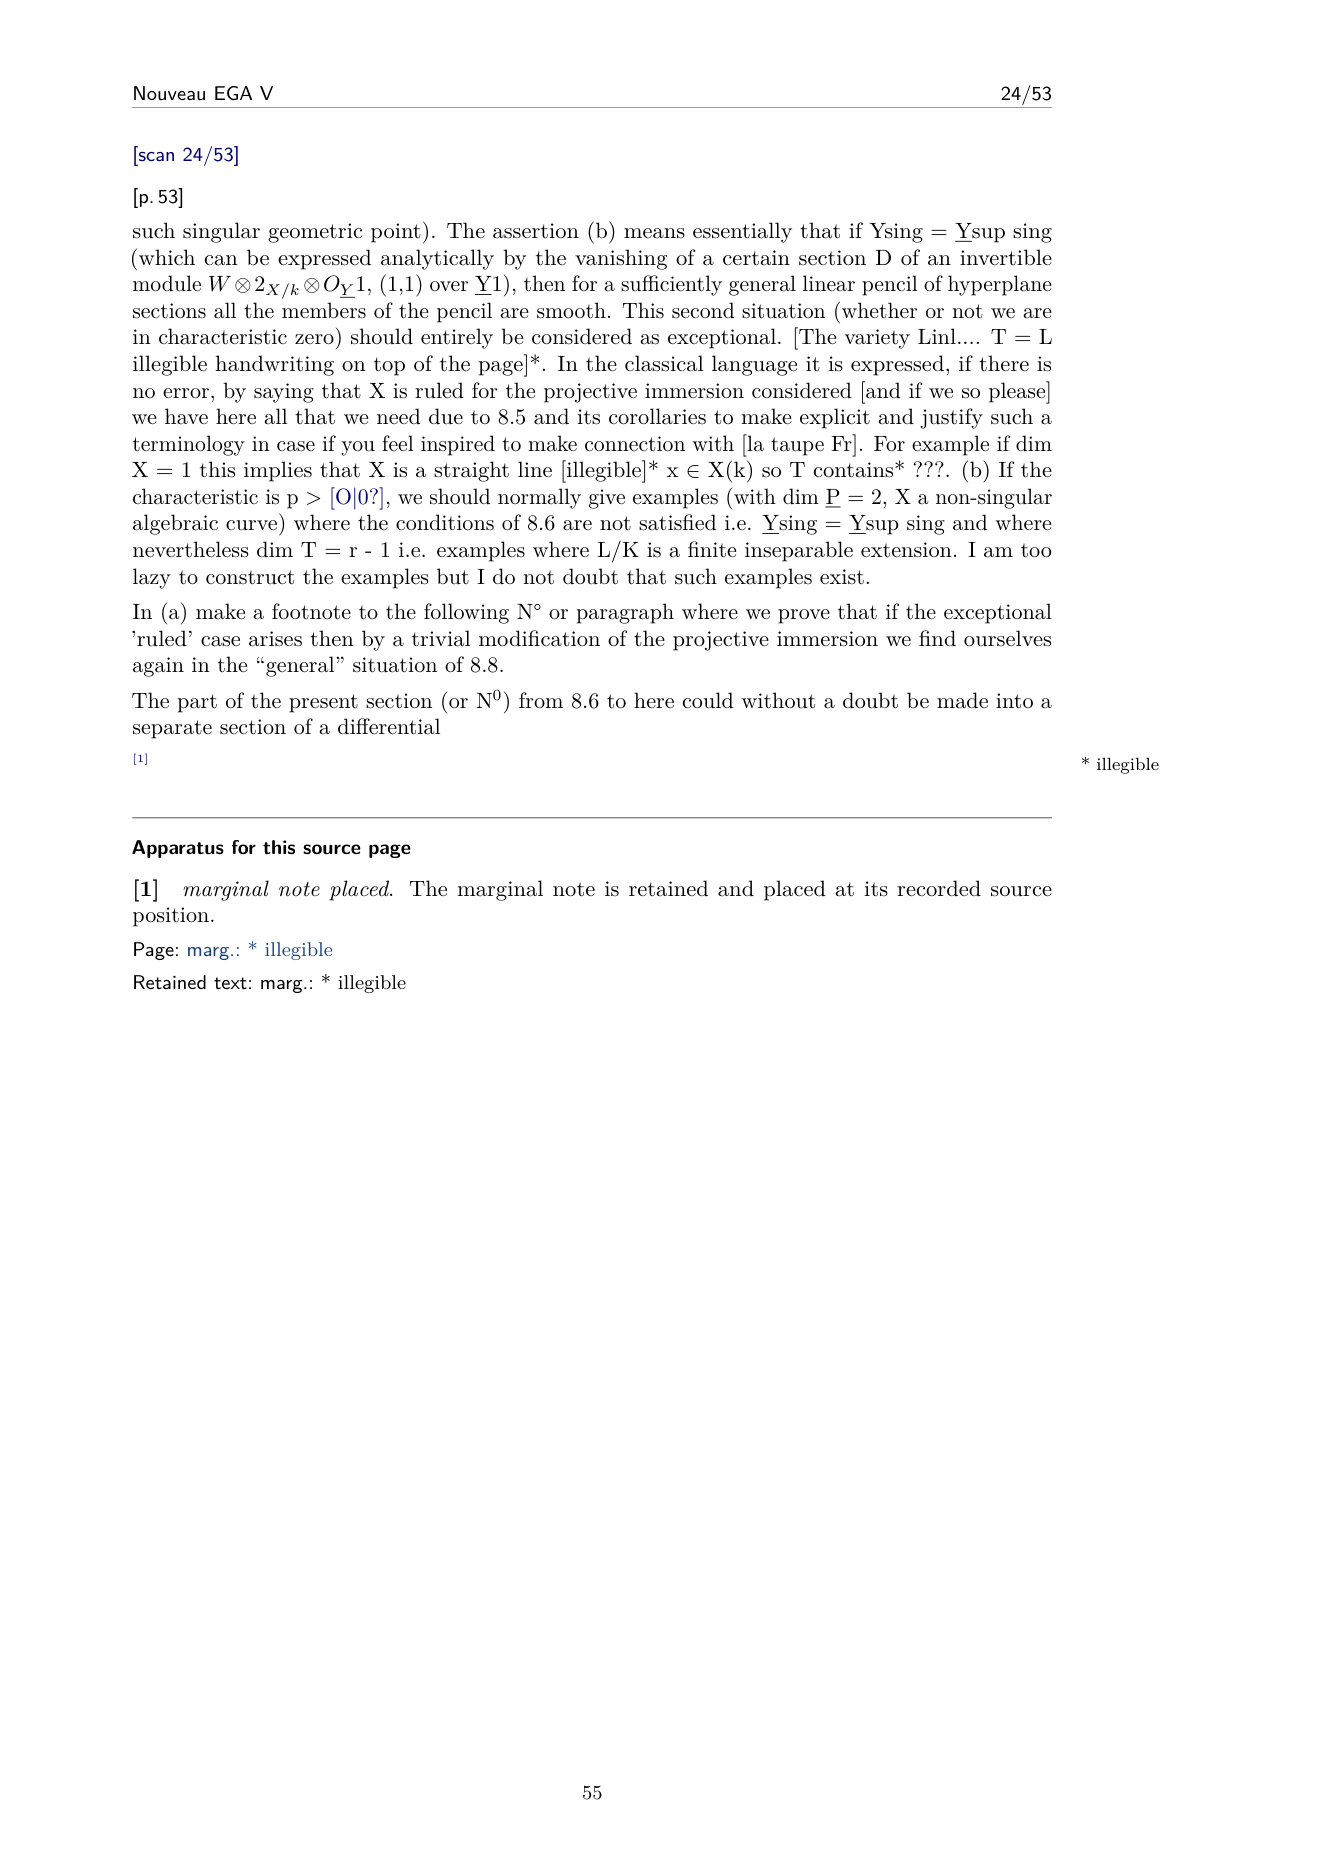 Nouveau EGA V 24/53
[scan 24/53]
[p. 53]
such singular geometric point). The assertion (b) means essentially that if Ysing = Ysup sing
(which can be expressed analytically by the vanishing of a certain section D of an invertible
module W ⊗ 2_{X/k} ⊗ O_{Y}1, (1,1) over Y1), then for a sufficiently general linear pencil of hyperplane
sections all the members of the pencil are smooth. This second situation (whether or not we are
in characteristic zero) should entirely be considered as exceptional. [The variety Linl.... T = L
illegible handwriting on top of the page]*. In the classical language it is expressed, if there is
no error, by saying that X is ruled for the projective immersion considered [and if we so please]
we have here all that we need due to 8.5 and its corollaries to make explicit and justify such a
terminology in case if you feel inspired to make connection with [la taupe Fr]. For example if dim
X = 1 this implies that X is a straight line [illegible]* x ∈ X(k) so T contains* ???. (b) If the
characteristic is p > [O|0?], we should normally give examples (with dim P = 2, X a non-singular
algebraic curve) where the conditions of 8.6 are not satisfied i.e. Ysing = Ysup sing and where
nevertheless dim T = r - 1 i.e. examples where L/K is a finite inseparable extension. I am too
lazy to construct the examples but I do not doubt that such examples exist.
In (a) make a footnote to the following N° or paragraph where we prove that if the exceptional
’ruled’ case arises then by a trivial modification of the projective immersion we find ourselves
again in the “general” situation of 8.8.
The part of the present section (or N⁰) from 8.6 to here could without a doubt be made into a
separate section of a differential
[1] * illegible
Apparatus for this source page
[1] marginal note placed. The marginal note is retained and placed at its recorded source
position.
Page: marg.: * illegible
Retained text: marg.: * illegible
55